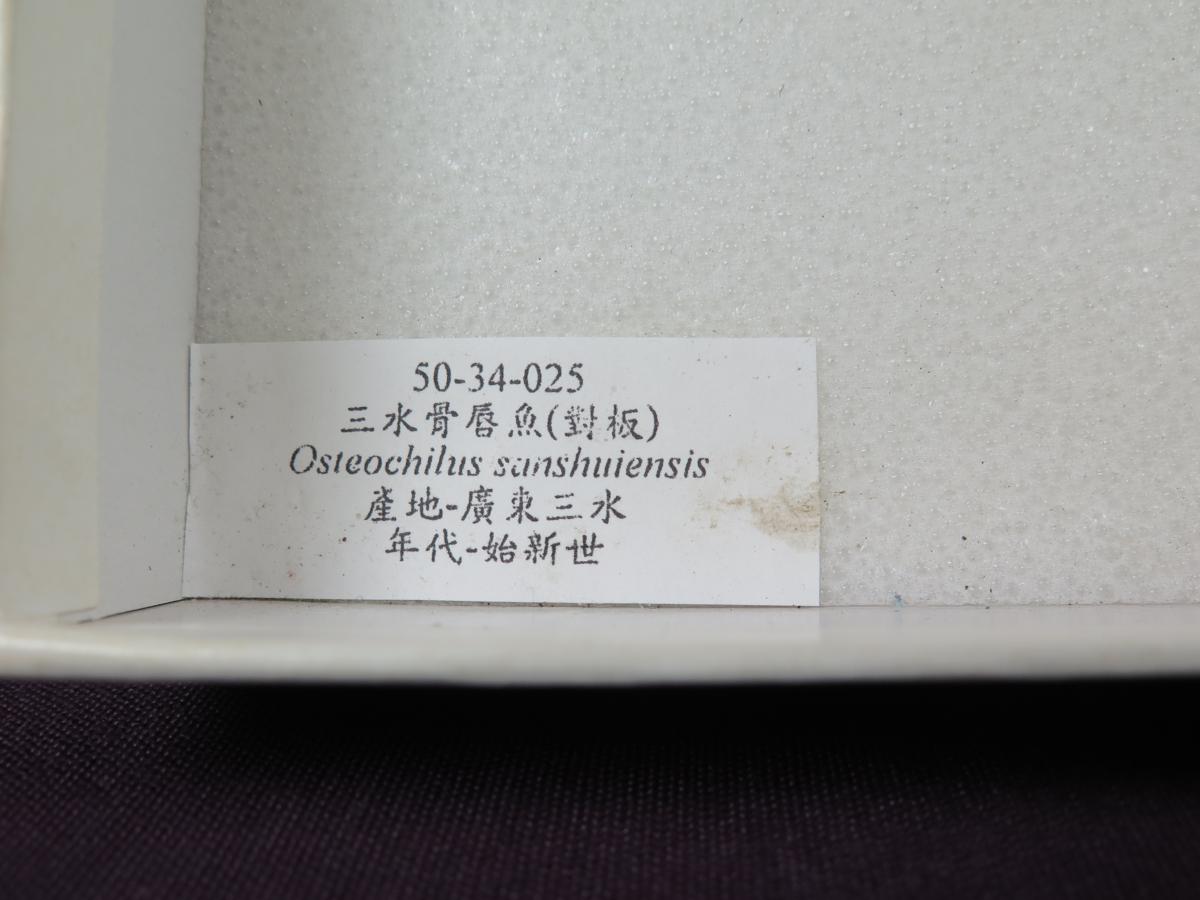 50-34-025
三水骨唇魚(對板)
Osteochilus sanshuiensis
產地-廣東三水
年代-始新世